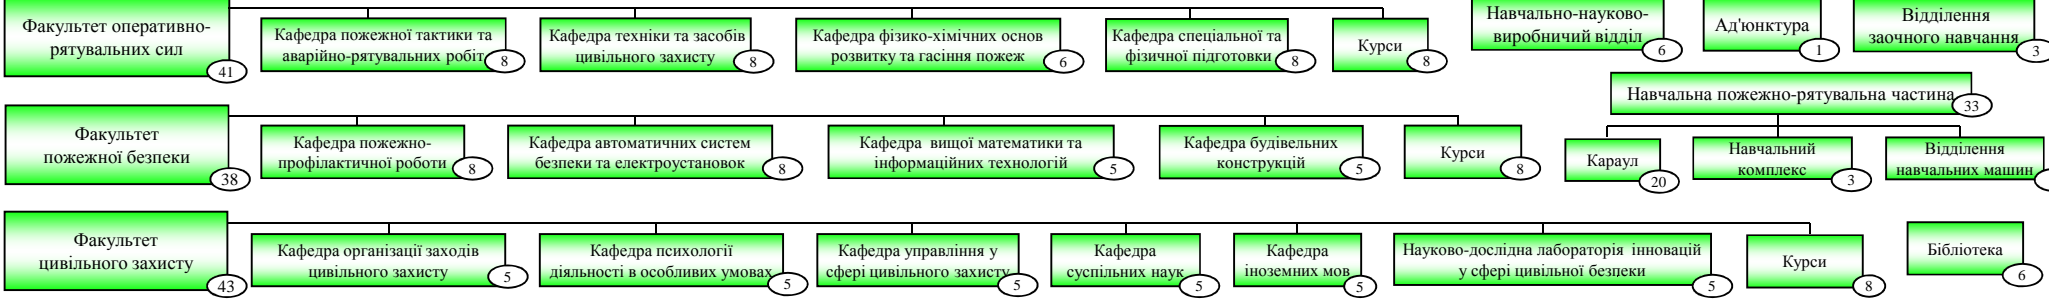 Факультет оперативно-
рятувальних сил
41
Кафедра пожежної тактики та
аварійно-рятувальних робіт
8
Кафедра техніки та засобів
цивільного захисту
8
Кафедра фізико-хімічних основ
розвитку та гасіння пожеж
6
Кафедра спеціальної та
фізичної підготовки
8
Курси
8
Навчально-науково-
виробничий відділ
6
Ад'юнктура
1
Відділення
заочного навчання
3
Навчальна пожежно-рятувальна частина
33
Караул
20
Навчальний
комплекс
3
Відділення
навчальних машин
Факультет
пожежної безпеки
38
Кафедра пожежно-
профілактичної роботи
8
Кафедра автоматичних систем
безпеки та електроустановок
8
Кафедра вищої математики та
інформаційних технологій
5
Кафедра будівельних
конструкцій
5
Курси
8
Факультет
цивільного захисту
43
Кафедра організації заходів
цивільного захисту
5
Кафедра психології
діяльності в особливих умовах
5
Кафедра управління у
сфері цивільного захисту
5
Кафедра
суспільних наук
5
Кафедра
іноземних мов
5
Науково-дослідна лабораторія інновацій
у сфері цивільної безпеки
5
Курси
8
Бібліотека
6